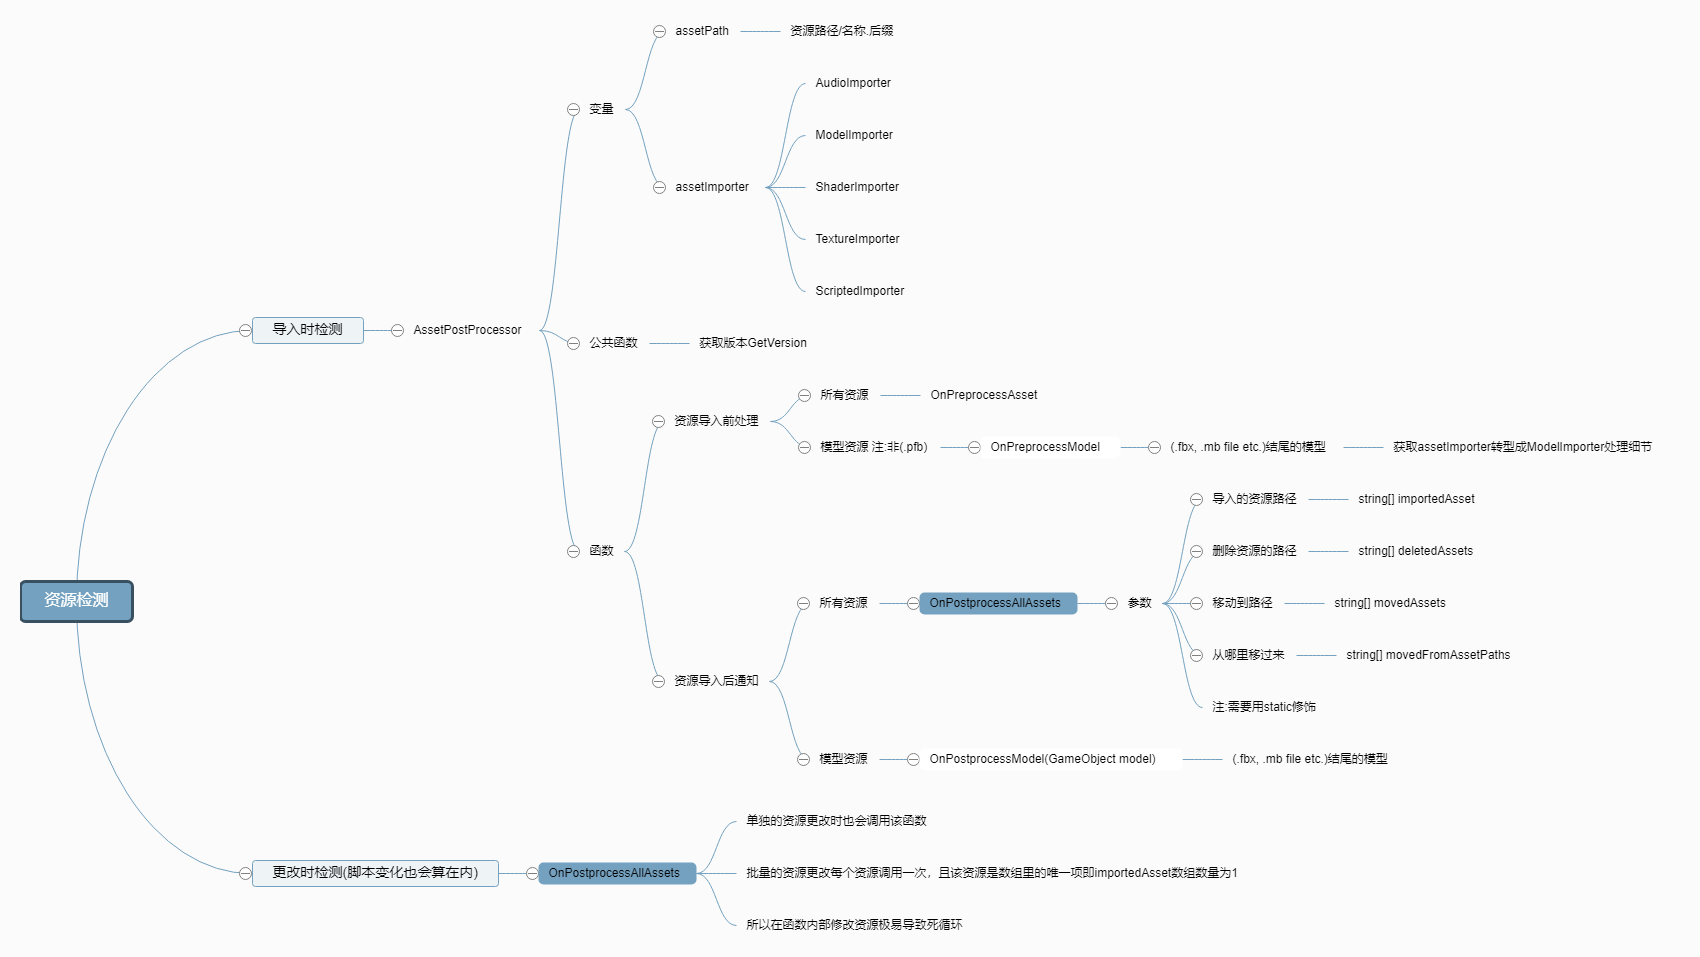 资源检测
导入时检测
AssetPostProcessor
变量
assetPath
资源路径/名称.后缀
assetImporter
AudioImporter
ModelImporter
ShaderImporter
TextureImporter
ScriptedImporter
公共函数
获取版本GetVersion
函数
资源导入前处理
所有资源
OnPreprocessAsset
模型资源 注:非(.pfb)
OnPreprocessModel
(.fbx, .mb file etc.)结尾的模型
获取assetImporter转型成ModelImporter处理细节
资源导入后通知
所有资源
OnPostprocessAllAssets
参数
导入的资源路径
string[] importedAsset
删除资源的路径
string[] deletedAssets
移动到路径
string[] movedAssets
从哪里移过来
string[] movedFromAssetPaths
注:需要用static修饰
模型资源
OnPostprocessModel(GameObject model)
(.fbx, .mb file etc.)结尾的模型
更改时检测(脚本变化也会算在内)
OnPostprocessAllAssets
单独的资源更改时也会调用该函数
批量的资源更改每个资源调用一次，且该资源是数组里的唯一项即importedAsset数组数量为1
所以在函数内部修改资源极易导致死循环